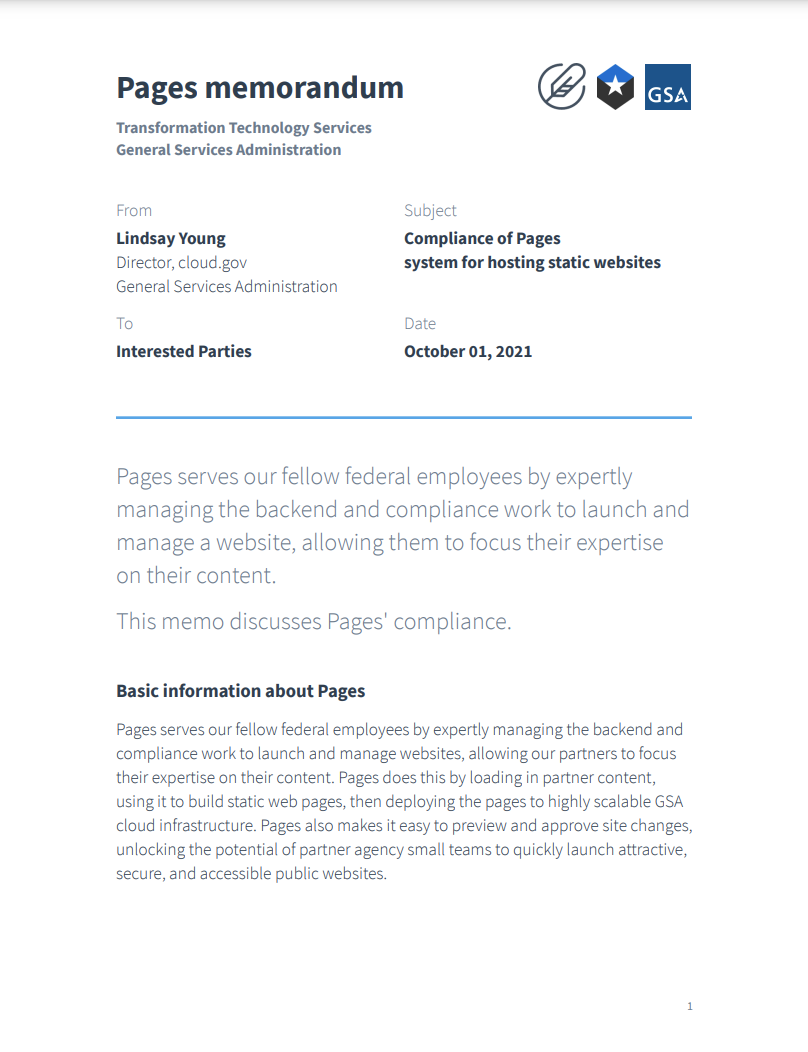 Pages memorandum
GSA
Transformation Technology Services
General Services Administration
From
Lindsay Young
Director, cloud.gov
General Services Administration
Subject
Compliance of Pages
system for hosting static websites
To
Interested Parties
Date
October 01, 2021
Pages serves our fellow federal employees by expertly
managing the backend and compliance work to launch and
manage a website, allowing them to focus their expertise
on their content.
This memo discusses Pages' compliance.
Basic information about Pages
Pages serves our fellow federal employees by expertly managing the backend and
compliance work to launch and manage websites, allowing our partners to focus
their expertise on their content. Pages does this by loading in partner content,
using it to build static web pages, then deploying the pages to highly scalable GSA
cloud infrastructure. Pages also makes it easy to preview and approve site changes,
unlocking the potential of partner agency small teams to quickly launch attractive,
secure, and accessible public websites.
1